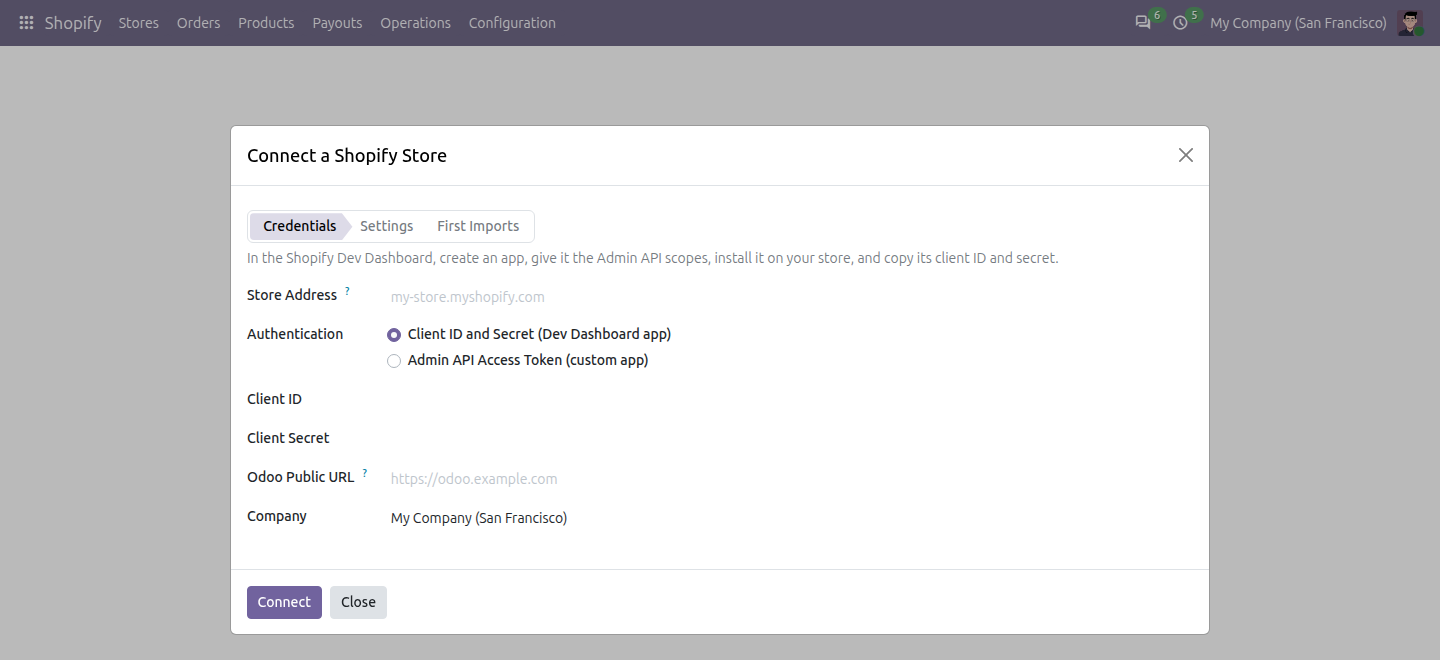 Shopify Stores Orders Products Payouts Operations Configuration 6 5 My Company (San Francisco)
Connect a Shopify Store
Credentials Settings First Imports
In the Shopify Dev Dashboard, create an app, give it the Admin API scopes, install it on your store, and copy its client ID and secret.
Store Address ? my-store.myshopify.com
Authentication Client ID and Secret (Dev Dashboard app)
Admin API Access Token (custom app)
Client ID
Client Secret
Odoo Public URL ? https://odoo.example.com
Company My Company (San Francisco)
Connect Close